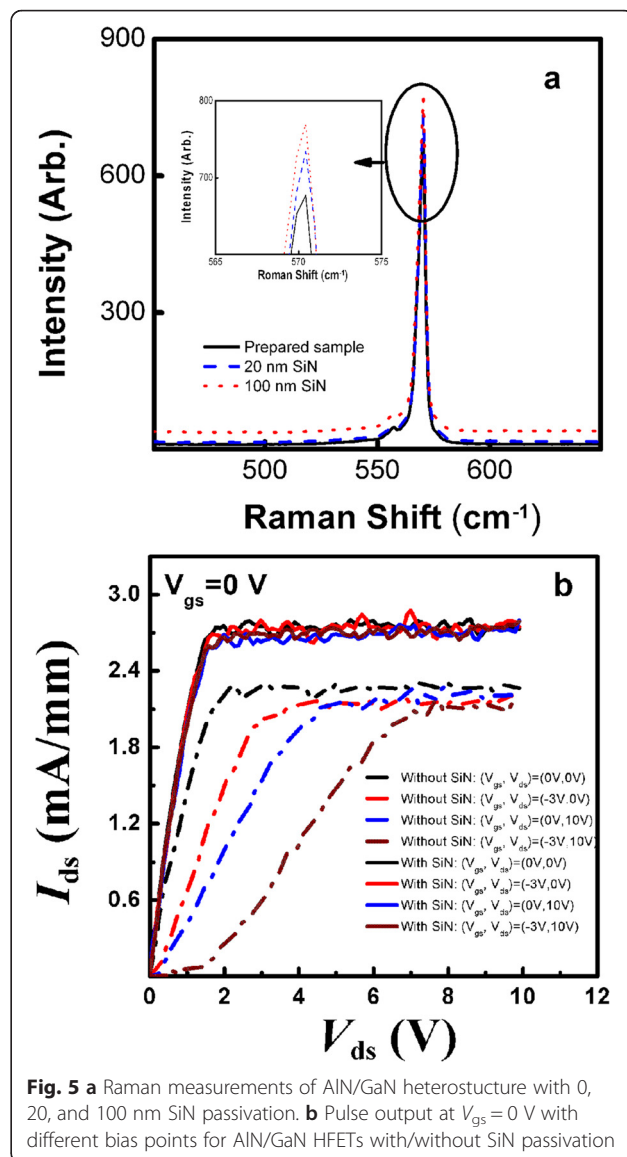 900
600
300
Intensity (Arb.)
a
800
700
Intensity (Arb.)
565
570
575
Raman Shift (cm⁻¹)
Prepared sample
20 nm SiN
100 nm SiN
500
550
600
Raman Shift (cm⁻¹)
3.0
2.4
1.8
1.2
0.6
I_ds (mA/mm)
V_gs=0 V
b
Without SiN: (V_gs, V_ds)=(0V,0V)
Without SiN: (V_gs, V_ds)=(-3V,0V)
Without SiN: (V_gs, V_ds)=(0V,10V)
Without SiN: (V_gs, V_ds)=(-3V,10V)
With SiN: (V_gs, V_ds)=(0V,0V)
With SiN: (V_gs, V_ds)=(-3V,0V)
With SiN: (V_gs, V_ds)=(0V,10V)
With SiN: (V_gs, V_ds)=(-3V,10V)
0
2
4
6
8
10
12
V_ds (V)
Fig. 5 a Raman measurements of AlN/GaN heterostucture with 0,
20, and 100 nm SiN passivation. b Pulse output at V_gs = 0 V with
different bias points for AlN/GaN HFETs with/without SiN passivation